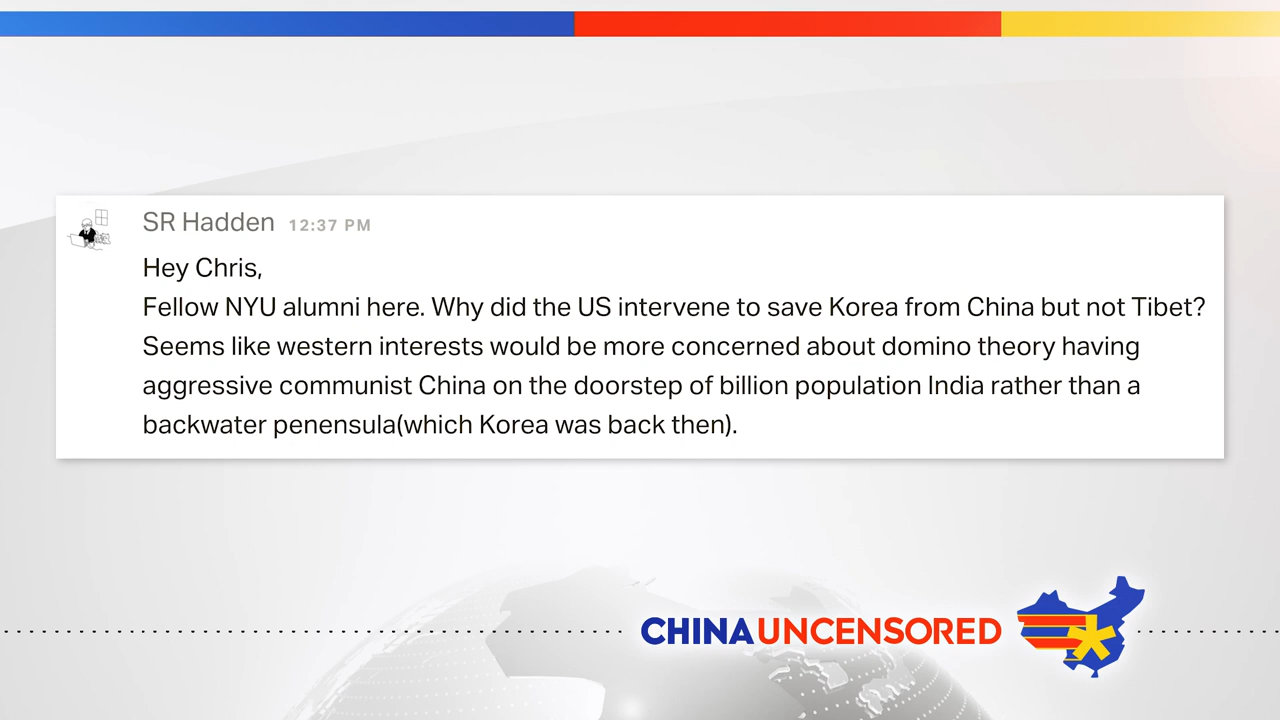 SR Hadden 12:37 PM
Hey Chris,
Fellow NYU alumni here. Why did the US intervene to save Korea from China but not Tibet?
Seems like western interests would be more concerned about domino theory having
aggressive communist China on the doorstep of billion population India rather than a
backwater penensula(which Korea was back then).
CHINAUNCENSORED